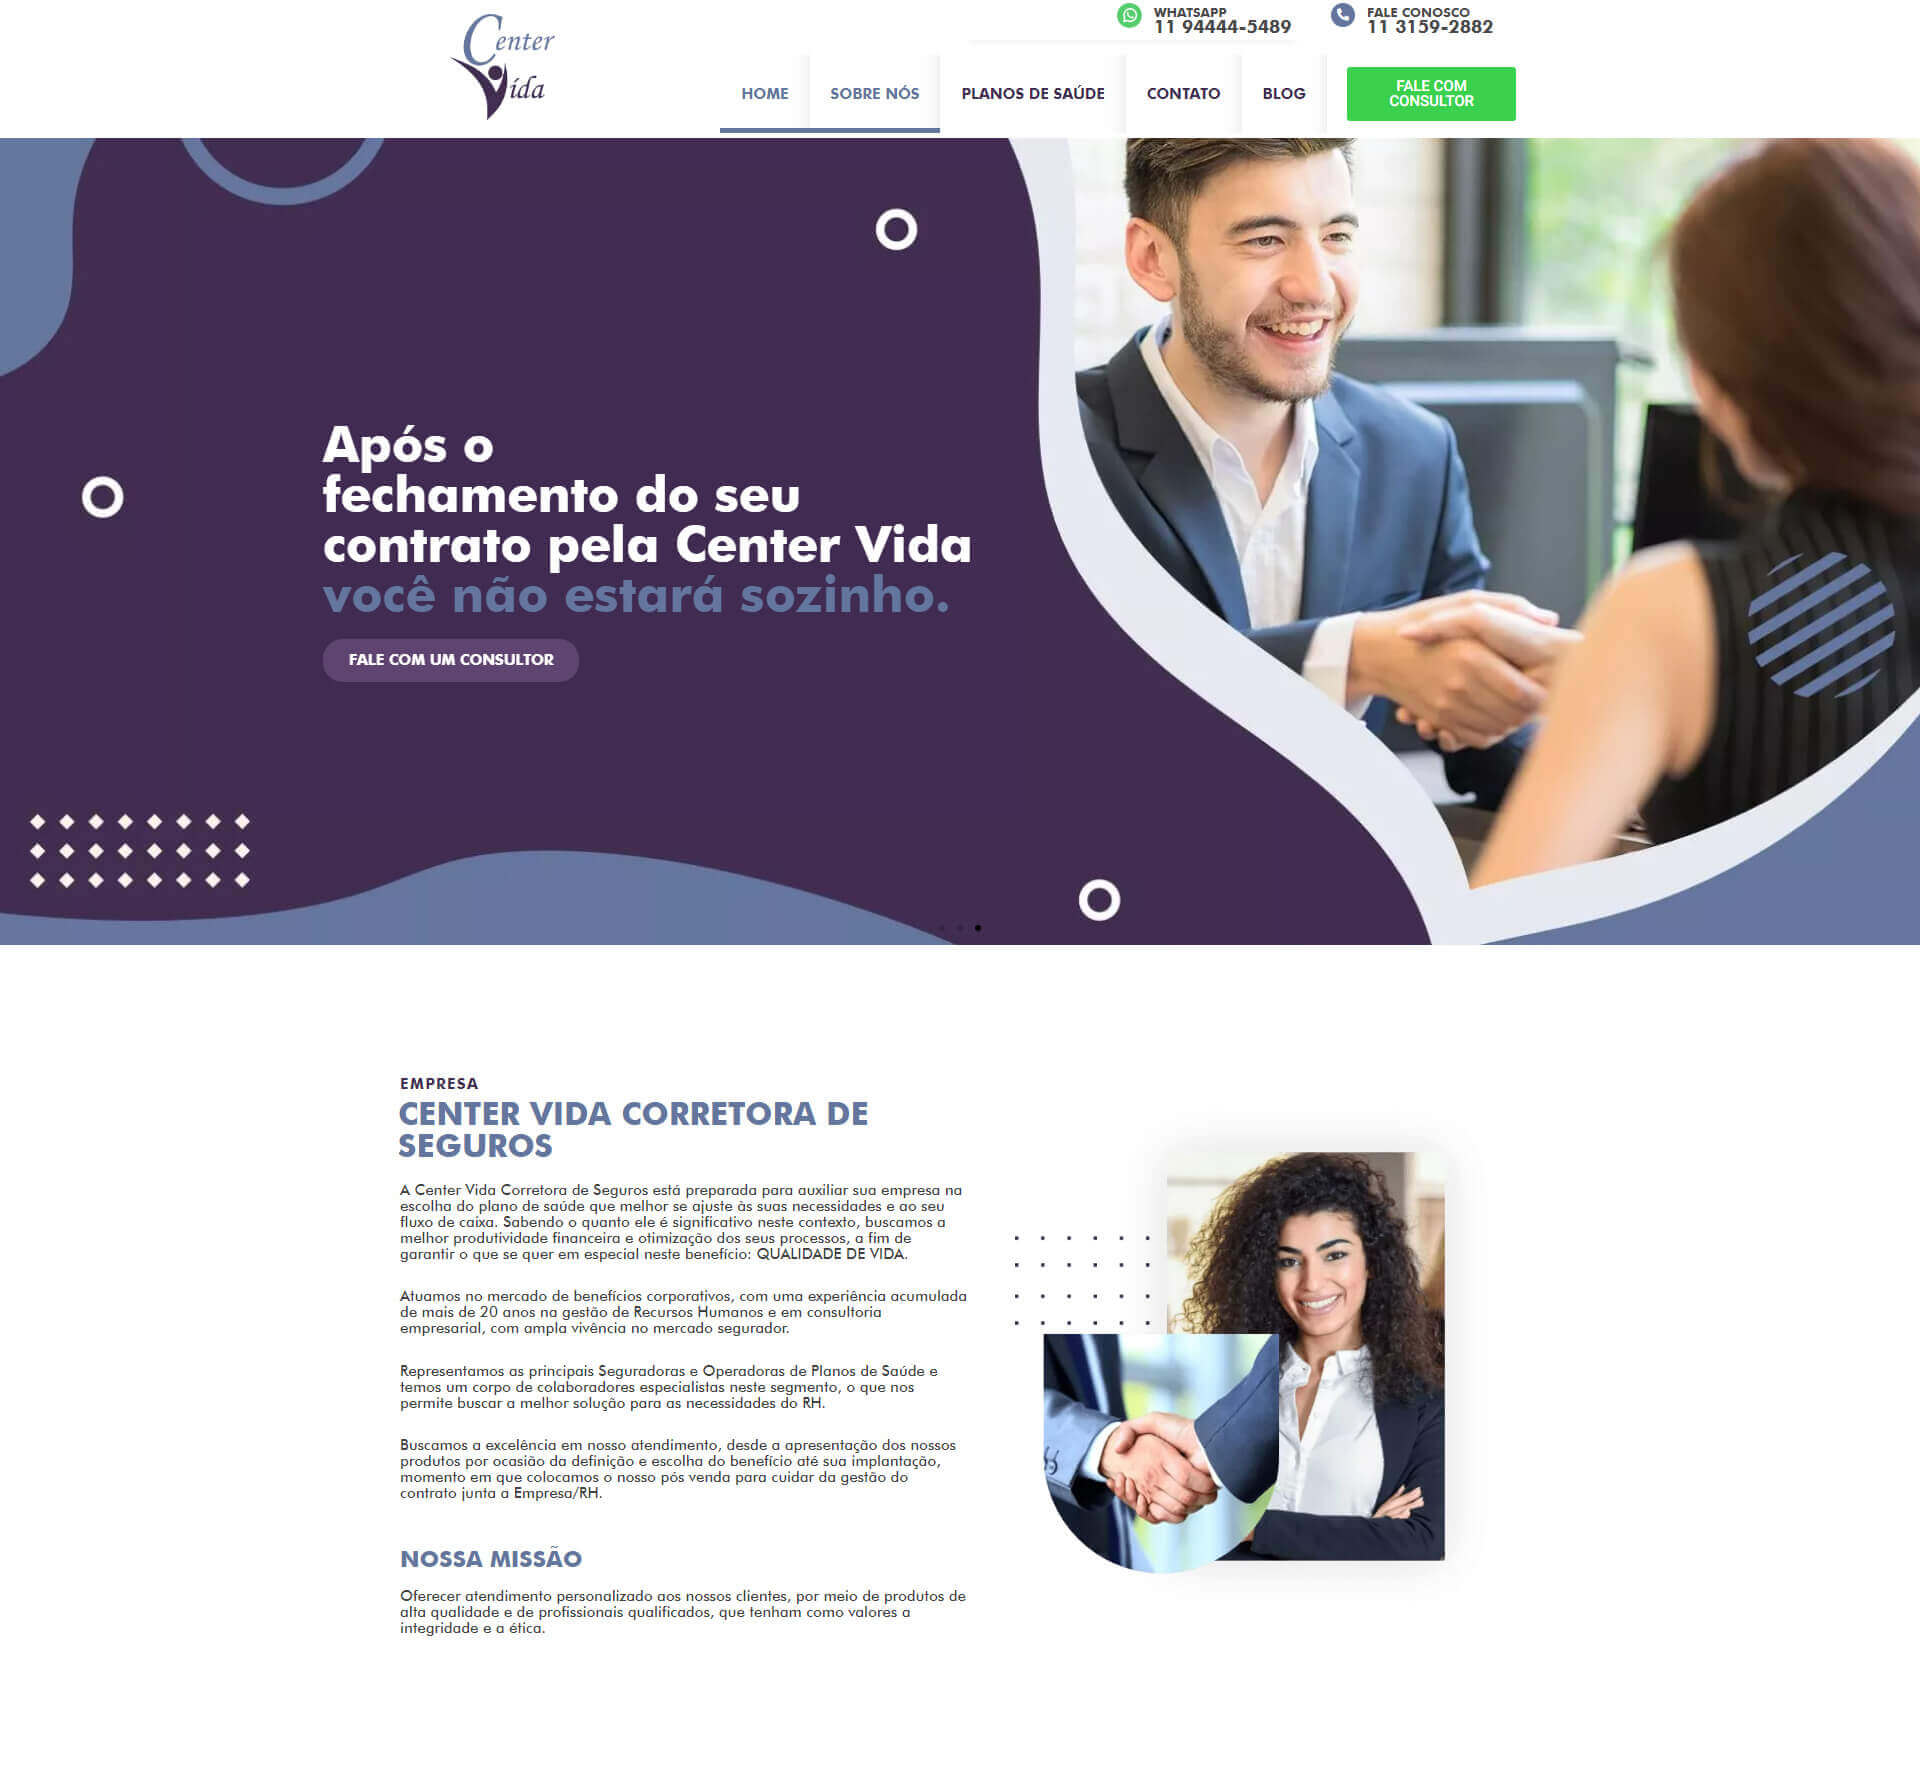 Center
Vida
WHATSAPP
11 94444-5489
FALE CONOSCO
11 3159-2882
HOME
SOBRE NÓS
PLANOS DE SAÚDE
CONTATO
BLOG
FALE COM
CONSULTOR
Após o
fechamento do seu
contrato pela Center Vida
você não estará sozinho.
FALE COM UM CONSULTOR
EMPRESA
CENTER VIDA CORRETORA DE
SEGUROS
A Center Vida Corretora de Seguros está preparada para auxiliar sua empresa na
escolha do plano de saúde que melhor se ajuste às suas necessidades e ao seu
fluxo de caixa. Sabendo o quanto ele é significativo neste contexto, buscamos a
melhor produtividade financeira e otimização dos seus processos, a fim de
garantir o que se quer em especial neste benefício: QUALIDADE DE VIDA.
Atuamos no mercado de benefícios corporativos, com uma experiência acumulada
de mais de 20 anos na gestão de Recursos Humanos e em consultoria
empresarial, com ampla vivência no mercado segurador.
Representamos as principais Seguradoras e Operadoras de Planos de Saúde e
temos um corpo de colaboradores especialistas neste segmento, o que nos
permite buscar a melhor solução para as necessidades do RH.
Buscamos a excelência em nosso atendimento, desde a apresentação dos nossos
produtos por ocasião da definição e escolha do benefício até sua implantação,
momento em que colocamos o nosso pós venda para cuidar da gestão do
contrato junta a Empresa/RH.
NOSSA MISSÃO
Oferecer atendimento personalizado aos nossos clientes, por meio de produtos de
alta qualidade e de profissionais qualificados, que tenham como valores a
integridade e a ética.